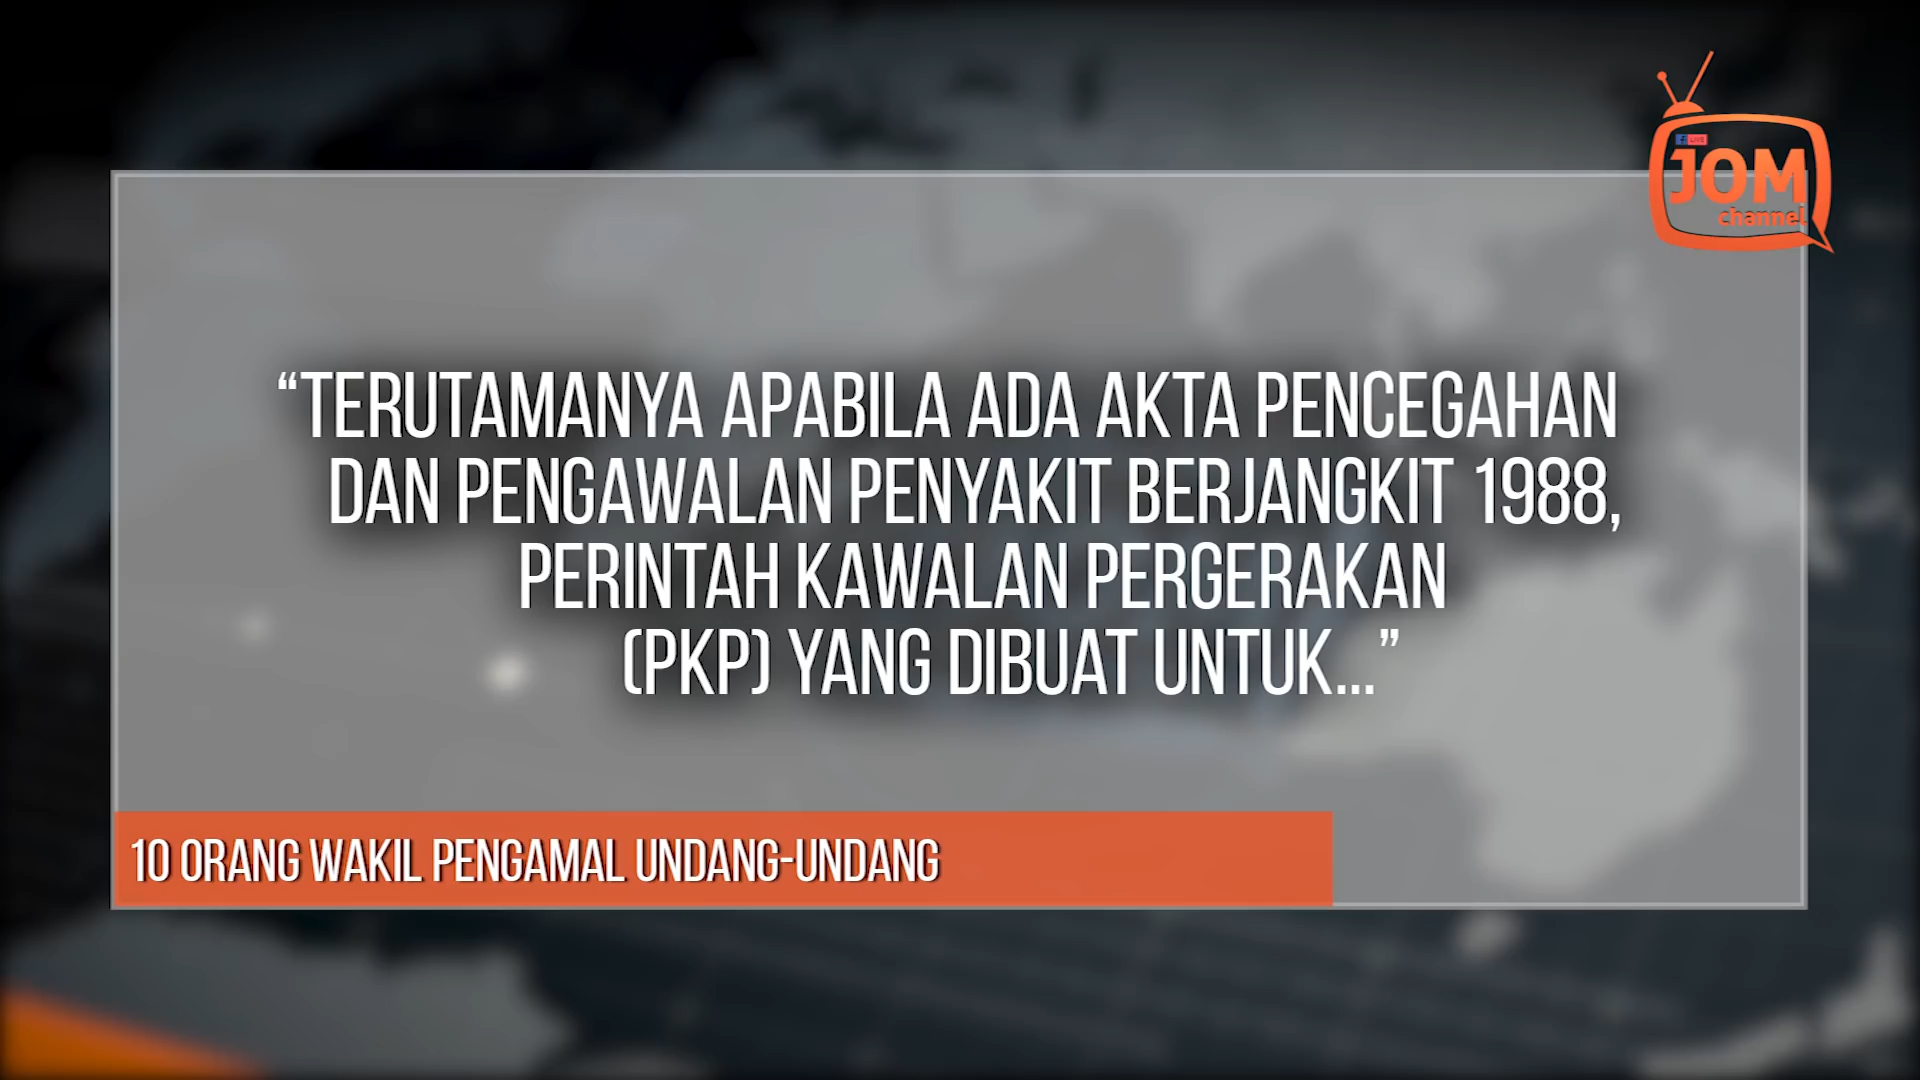 LIVE
JOM
channel
“TERUTAMANYA APABILA ADA AKTA PENCEGAHAN
DAN PENGAWALAN PENYAKIT BERJANGKIT 1988,
PERINTAH KAWALAN PERGERAKAN
(PKP) YANG DIBUAT UNTUK...”
10 ORANG WAKIL PENGAMAL UNDANG-UNDANG